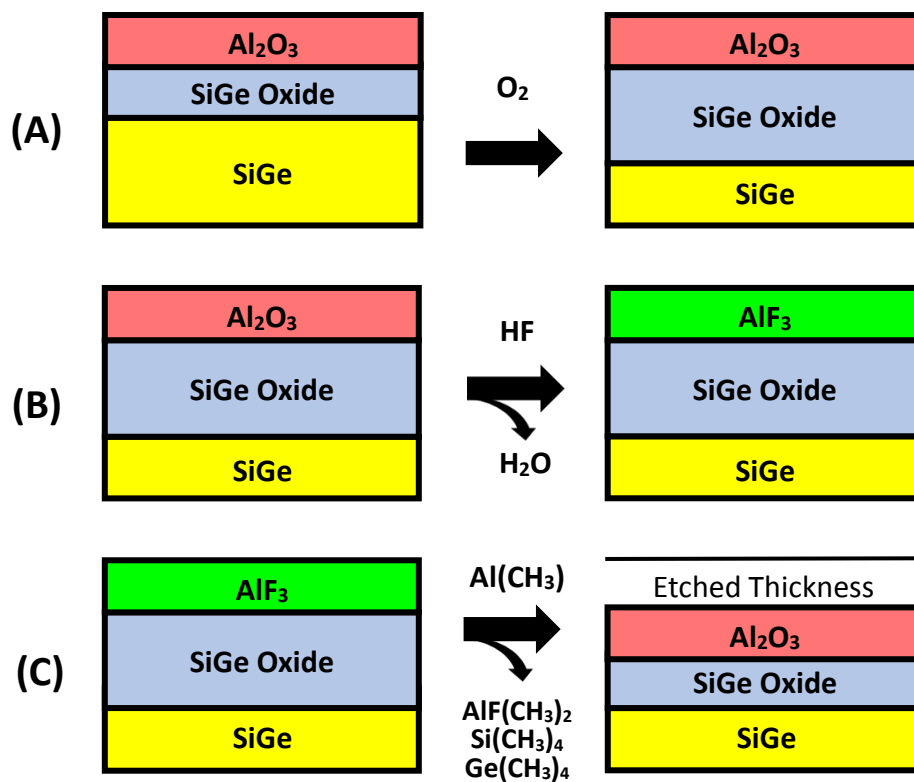 Al₂O₃
SiGe Oxide
SiGe
(A)
O₂
Al₂O₃
SiGe Oxide
SiGe
Al₂O₃
SiGe Oxide
SiGe
(B)
HF
H₂O
AlF₃
SiGe Oxide
SiGe
AlF₃
SiGe Oxide
SiGe
(C)
Al(CH₃)
AlF(CH₃)₂
Si(CH₃)₄
Ge(CH₃)₄
Etched Thickness
Al₂O₃
SiGe Oxide
SiGe